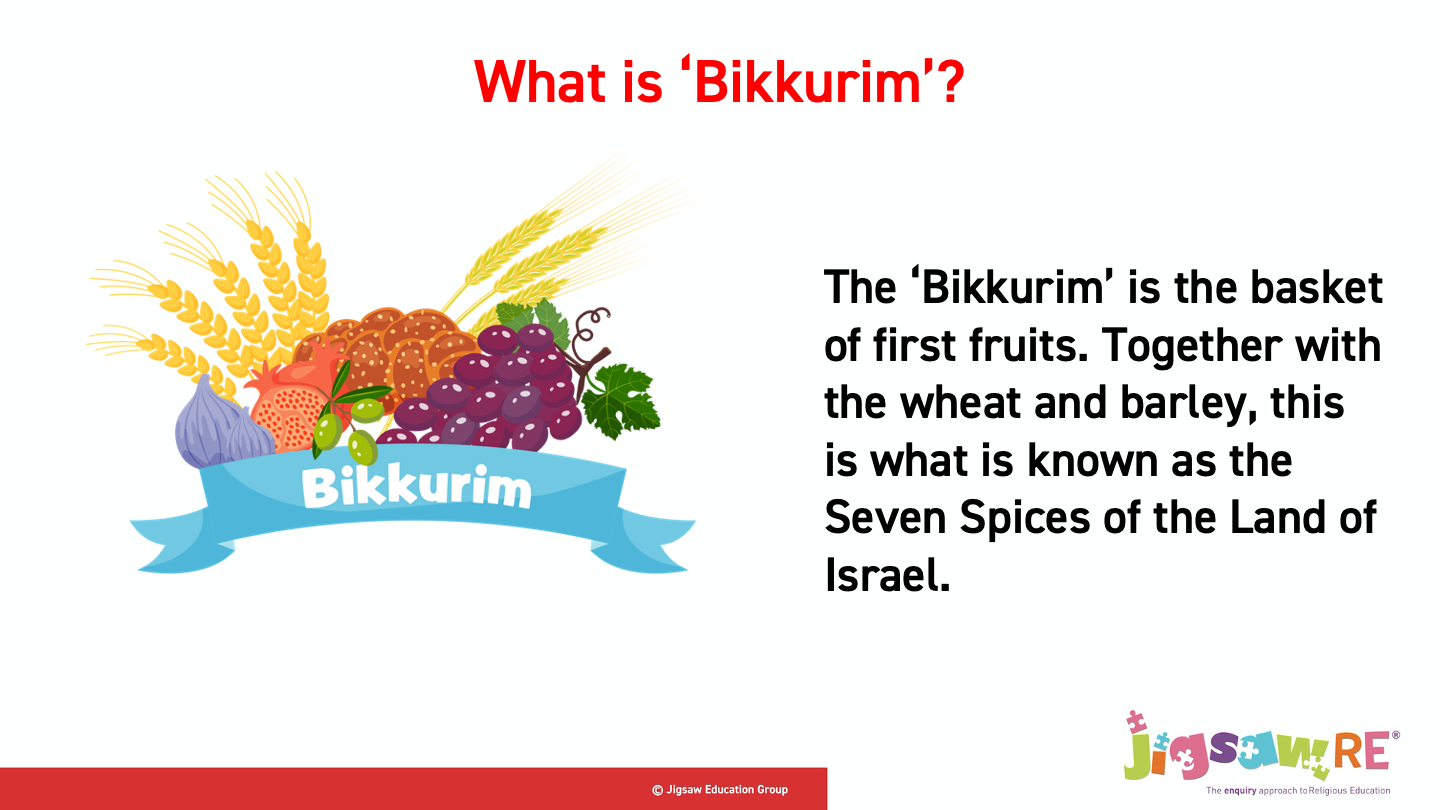 What is ‘Bikkurim’?
Bikkurim
The ‘Bikkurim’ is the basket
of first fruits. Together with
the wheat and barley, this
is what is known as the
Seven Spices of the Land of
Israel.
© Jigsaw Education Group
jigsaw RE®
The enquiry approach to Religious Education